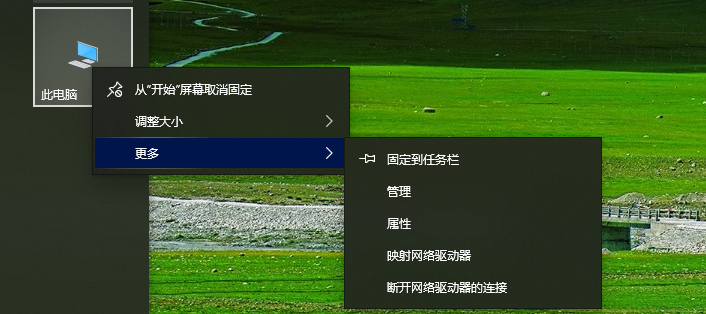 此电脑
从“开始”屏幕取消固定
调整大小
更多
固定到任务栏
管理
属性
映射网络驱动器
断开网络驱动器的连接